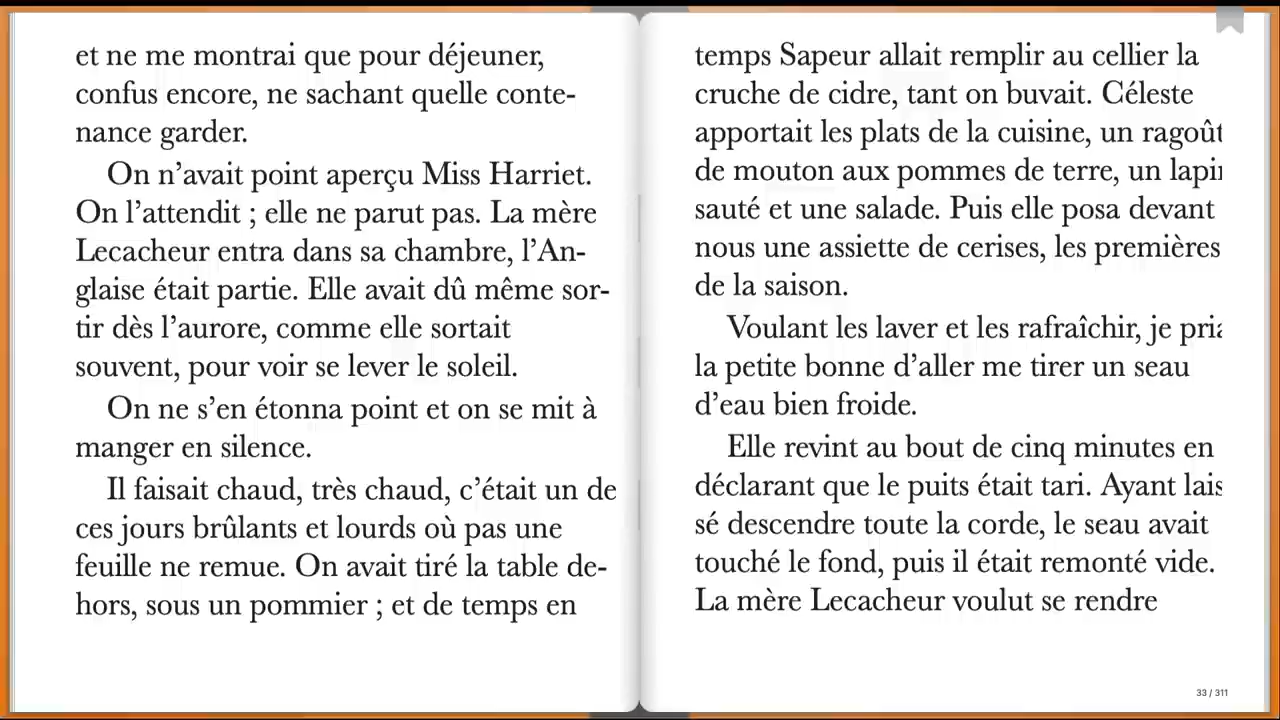 et ne me montrai que pour déjeuner,
confus encore, ne sachant quelle conte-
nance garder.
On n’avait point aperçu Miss Harriet.
On l’attendit ; elle ne parut pas. La mère
Lecacheur entra dans sa chambre, l’An-
glaise était partie. Elle avait dû même sor-
tir dès l’aurore, comme elle sortait
souvent, pour voir se lever le soleil.
On ne s’en étonna point et on se mit à
manger en silence.
Il faisait chaud, très chaud, c’était un de
ces jours brûlants et lourds où pas une
feuille ne remue. On avait tiré la table de-
hors, sous un pommier ; et de temps en
temps Sapeur allait remplir au cellier la
cruche de cidre, tant on buvait. Céleste
apportait les plats de la cuisine, un ragoût
de mouton aux pommes de terre, un lapin
sauté et une salade. Puis elle posa devant
nous une assiette de cerises, les premières
de la saison.
Voulant les laver et les rafraîchir, je pria
la petite bonne d’aller me tirer un seau
d’eau bien froide.
Elle revint au bout de cinq minutes en
déclarant que le puits était tari. Ayant lais
sé descendre toute la corde, le seau avait
touché le fond, puis il était remonté vide.
La mère Lecacheur voulut se rendre
33 / 311